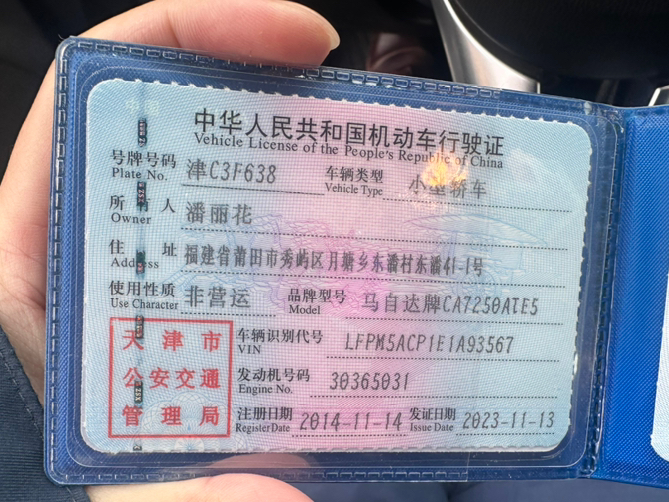 中华人民共和国机动车行驶证
Vehicle License of the People's Republic of China
号牌号码 津C3F638 车辆类型 小型轿车
Plate No. Vehicle Type
所有人 潘丽花
Owner
住址 福建省莆田市秀屿区月塘乡东潘村东潘41-1号
Address
使用性质 非营运 品牌型号 马自达牌CA7250ATE5
Use Character Model
天津市
公安交通
管理局
车辆识别代号 LFPM5ACP1E1A93567
VIN
发动机号码 30365031
Engine No.
注册日期 2014-11-14 发证日期 2023-11-13
Register Date Issue Date